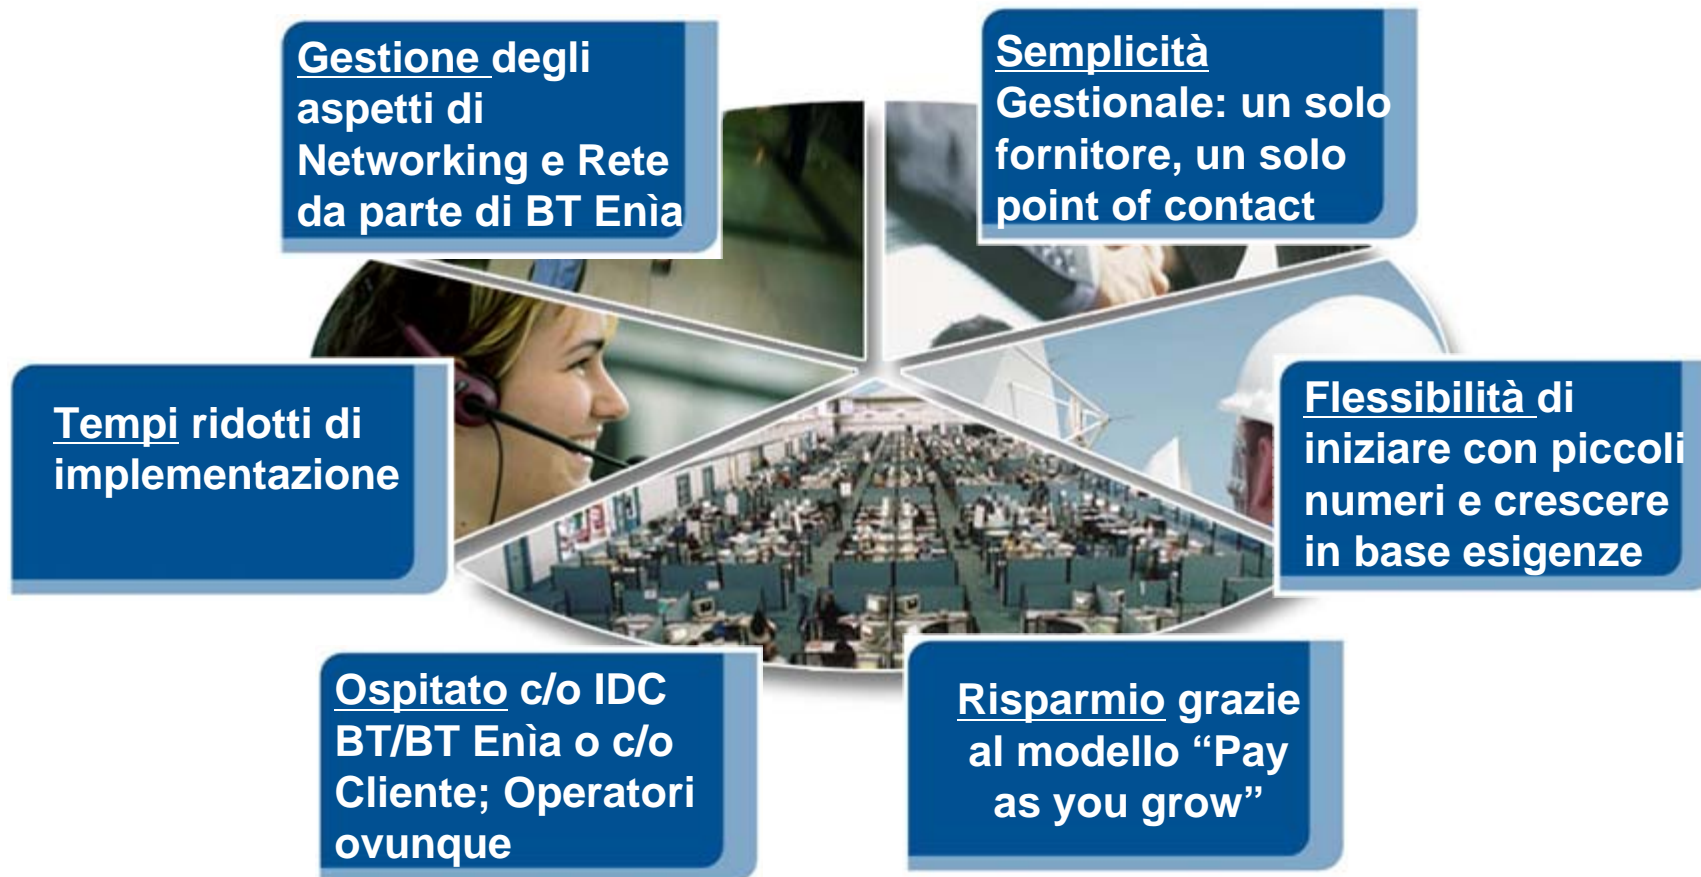 Gestione degli
aspetti di
Networking e Rete
da parte di BT Enìa
Semplicità
Gestionale: un solo
fornitore, un solo
point of contact
Tempi ridotti di
implementazione
Flessibilità di
iniziare con piccoli
numeri e crescere
in base esigenze
Ospitato c/o IDC
BT/BT Enìa o c/o
Cliente; Operatori
ovunque
Risparmio grazie
al modello “Pay
as you grow”